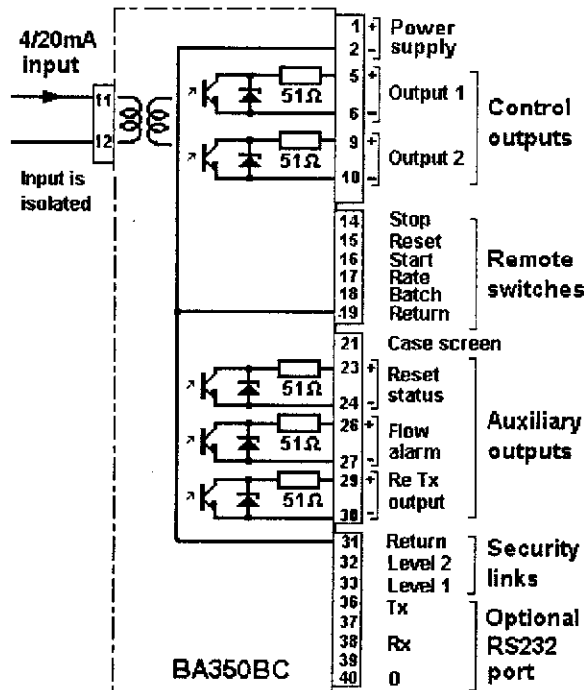 4/20mA
input
11
12
Input is
isolated
1 + Power
2 - supply
5 +
51Ω Output 1
6 -
9 +
51Ω Output 2
10 -
Control
outputs
14 Stop
15 Reset
16 Start
17 Rate
18 Batch
19 Return
Remote
switches
21 Case screen
23 + Reset
51Ω status
24 -
26 + Flow
51Ω alarm
27 -
29 + Re Tx
51Ω output
30 -
Auxiliary
outputs
31 Return
32 Level 2
33 Level 1
Security
links
36 Tx
37
38 Rx
39
40 0
Optional
RS232
port
BA350BC